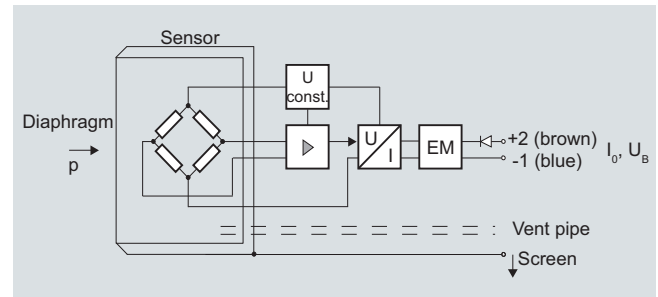 Sensor
U
const.
Diaphragm
p
U
I
EM
+2 (brown)
-1 (blue)
I0, UB
Vent pipe
Screen